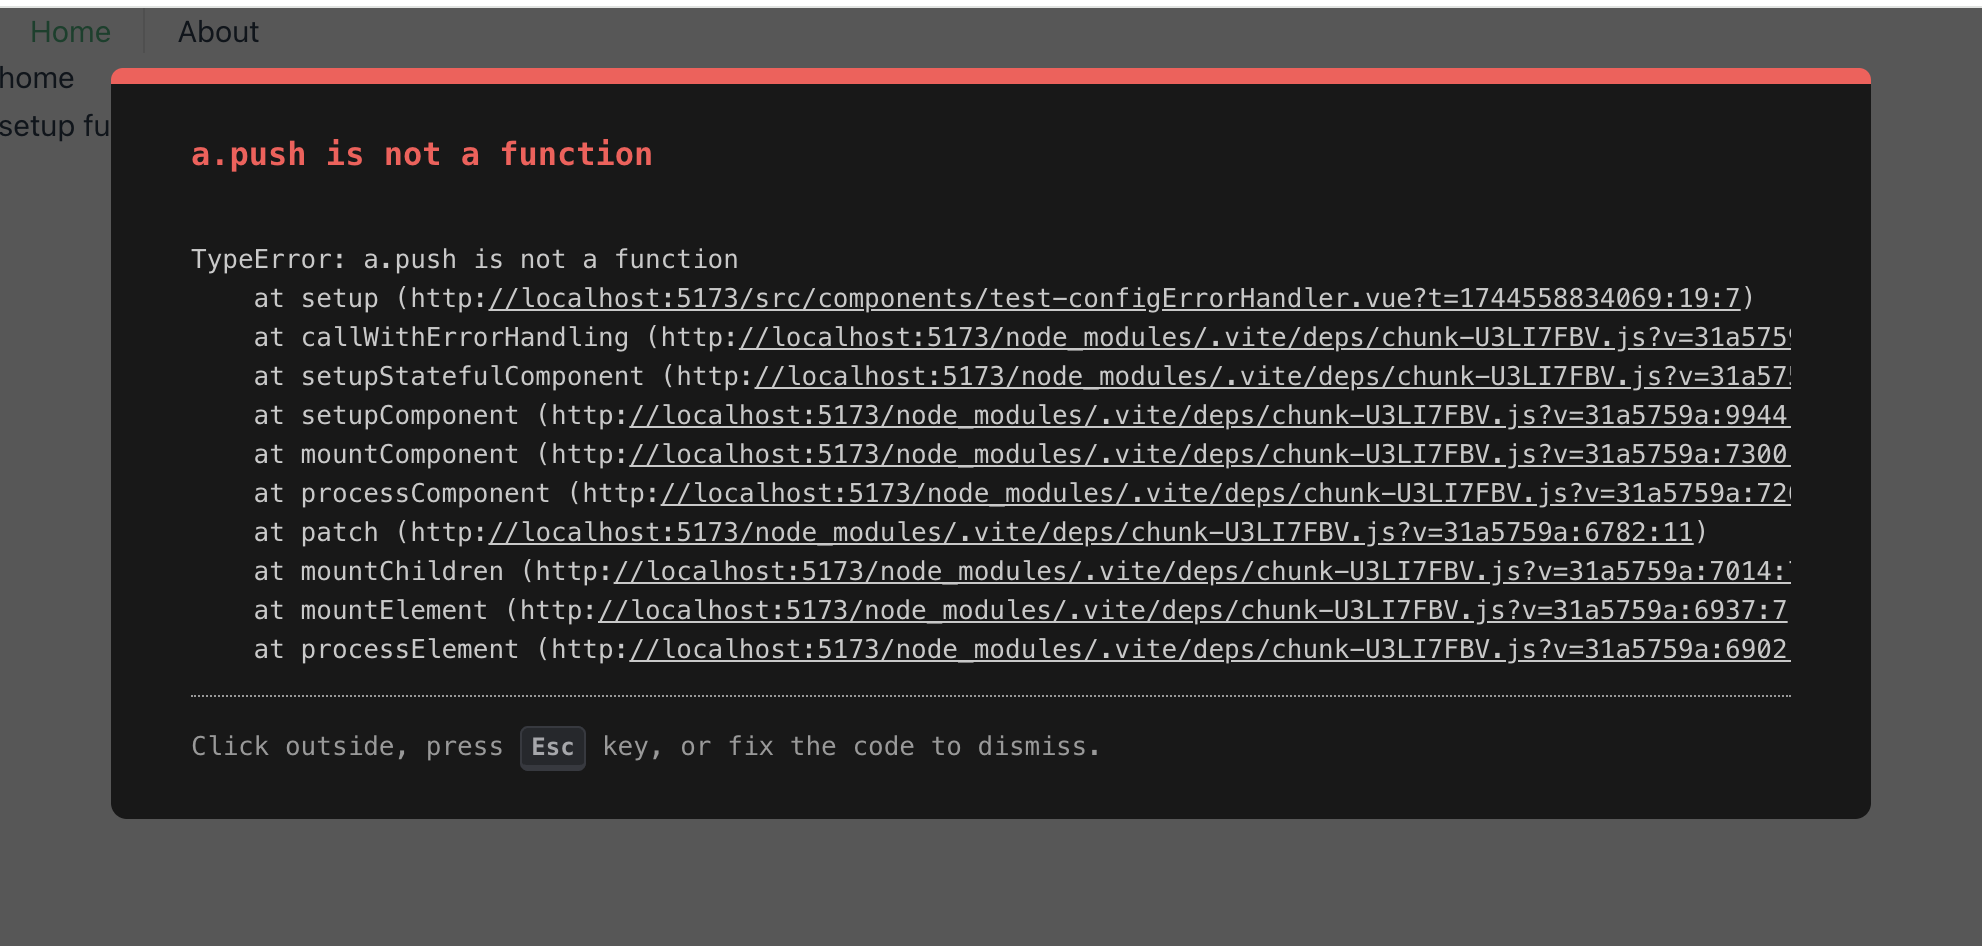 Home About
home
setup fu
a.push is not a function
TypeError: a.push is not a function
at setup (http://localhost:5173/src/components/test-configErrorHandler.vue?t=1744558834069:19:7)
at callWithErrorHandling (http://localhost:5173/node_modules/.vite/deps/chunk-U3LI7FBV.js?v=31a5759
at setupStatefulComponent (http://localhost:5173/node_modules/.vite/deps/chunk-U3LI7FBV.js?v=31a575
at setupComponent (http://localhost:5173/node_modules/.vite/deps/chunk-U3LI7FBV.js?v=31a5759a:9944:
at mountComponent (http://localhost:5173/node_modules/.vite/deps/chunk-U3LI7FBV.js?v=31a5759a:7300:
at processComponent (http://localhost:5173/node_modules/.vite/deps/chunk-U3LI7FBV.js?v=31a5759a:726
at patch (http://localhost:5173/node_modules/.vite/deps/chunk-U3LI7FBV.js?v=31a5759a:6782:11)
at mountChildren (http://localhost:5173/node_modules/.vite/deps/chunk-U3LI7FBV.js?v=31a5759a:7014:7
at mountElement (http://localhost:5173/node_modules/.vite/deps/chunk-U3LI7FBV.js?v=31a5759a:6937:7
at processElement (http://localhost:5173/node_modules/.vite/deps/chunk-U3LI7FBV.js?v=31a5759a:6902:
Click outside, press Esc key, or fix the code to dismiss.